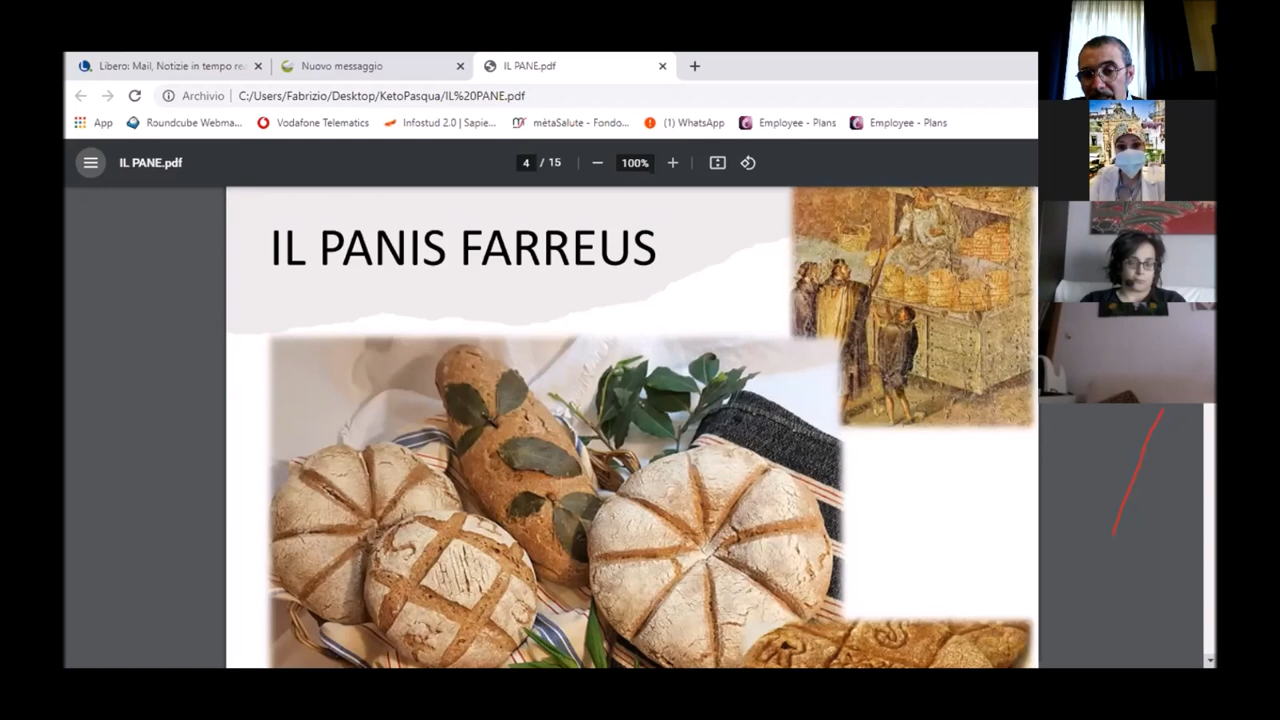 Libero: Mail, Notizie in tempo re
Nuovo messaggio
IL PANE.pdf
Archivio | C:/Users/Fabrizio/Desktop/KetoPasqua/IL%20PANE.pdf
App Roundcube Webma... Vodafone Telematics Infostud 2.0 | Sapie... mètaSalute - Fondo... (1) WhatsApp Employee - Plans Employee - Plans
IL PANE.pdf 4 / 15 100%
IL PANIS FARREUS